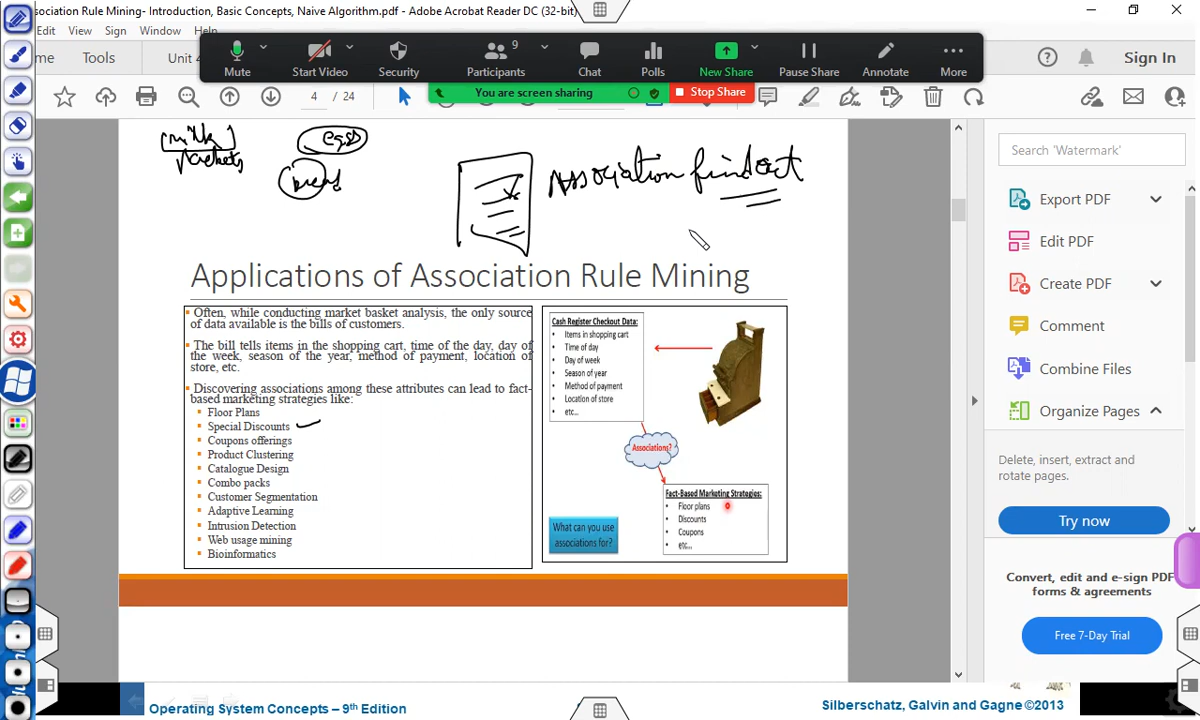 ssociation Rule Mining- Introduction, Basic Concepts, Naive Algorithm.pdf - Adobe Acrobat Reader DC (32-bit)
Edit View Sign Window Help
me Tools Unit 4
Mute Start Video Security Participants 9 Chat Polls New Share Pause Share Annotate More
You are screen sharing Stop Share
Sign In
4 / 24
milk
packets
eggs
bread
Association find out
Applications of Association Rule Mining
Often, while conducting market basket analysis, the only source
of data available is the bills of customers.
The bill tells items in the shopping cart, time of the day, day of
the week, season of the year, method of payment, location of
store, etc.
Discovering associations among these attributes can lead to fact-
based marketing strategies like:
Floor Plans
Special Discounts
Coupons offerings
Product Clustering
Catalogue Design
Combo packs
Customer Segmentation
Adaptive Learning
Intrusion Detection
Web usage mining
Bioinformatics
Cash Register Checkout Data:
Items in shopping cart
Time of day
Day of week
Season of year
Method of payment
Location of store
etc...
Associations?
Fact-Based Marketing Strategies:
Floor plans
Discounts
Coupons
etc...
What can you use
associations for?
Search 'Watermark'
Export PDF
Edit PDF
Create PDF
Comment
Combine Files
Organize Pages
Delete, insert, extract and
rotate pages.
Try now
Convert, edit and e-sign PDF
forms & agreements
Free 7-Day Trial
Operating System Concepts – 9th Edition
Silberschatz, Galvin and Gagne ©2013